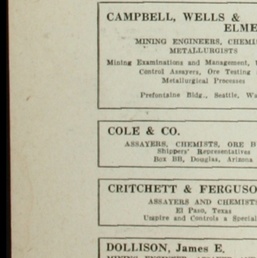 CAMPBELL, WELLS &
ELME
MINING ENGINEERS, CHEMI
METALLURGISTS
Mining Examinations and Management,
Control Assayers, Ore Testing
Metallurgical Processes
Prefontaine Bldg., Seattle, Wa
COLE & CO.
ASSAYERS, CHEMISTS, ORE B
Shippers' Representatives
Box BB, Douglas, Arizona
CRITCHETT & FERGUSO
ASSAYERS AND CHEMIST
El Paso, Texas
Umpire and Controls a Special
DOLLISON, James E.
MINING ENGINEER